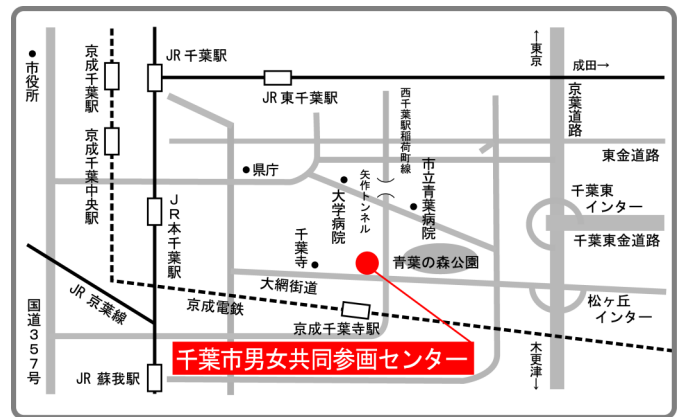 市役所
京成千葉駅
京成千葉中央駅
JR 千葉駅
JR 東千葉駅
成田→
←東京
京葉道路
西千葉駅稲荷町線
東金道路
県庁
大学病院
矢作トンネル
市立青葉病院
千葉東
インター
千葉東金道路
JR本千葉駅
千葉寺
青葉の森公園
大網街道
松ヶ丘
インター
JR 京葉線
京成電鉄
京成千葉寺駅
国道357号
千葉市男女共同参画センター
木更津→
JR 蘇我駅